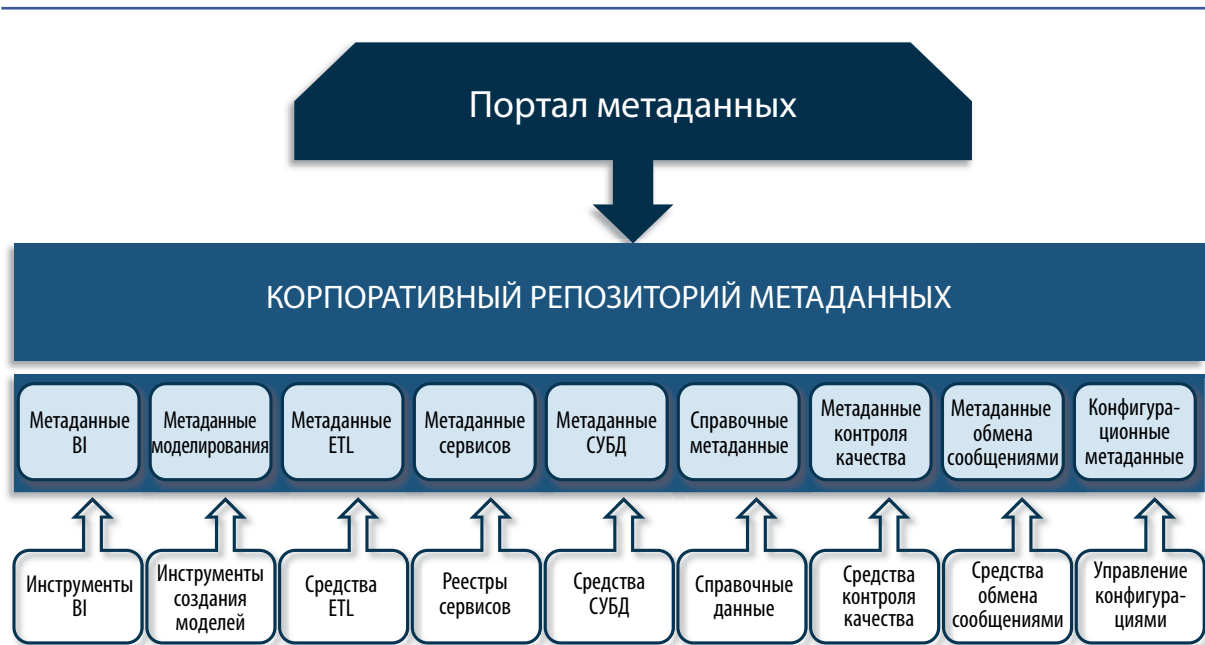 Портал метаданных
КОРПОРАТИВНЫЙ РЕПОЗИТОРИЙ МЕТАДАННЫХ
Метаданные
BI
Метаданные
моделирования
Метаданные
ETL
Метаданные
сервисов
Метаданные
СУБД
Справочные
метаданные
Метаданные
контроля
качества
Метаданные
обмена
сообщениями
Конфигура-
ционные
метаданные
Инструменты
BI
Инструменты
создания
моделей
Средства
ETL
Реестры
сервисов
Средства
СУБД
Справочные
данные
Средства
контроля
качества
Средства
обмена
сообщениями
Управление
конфигура-
циями